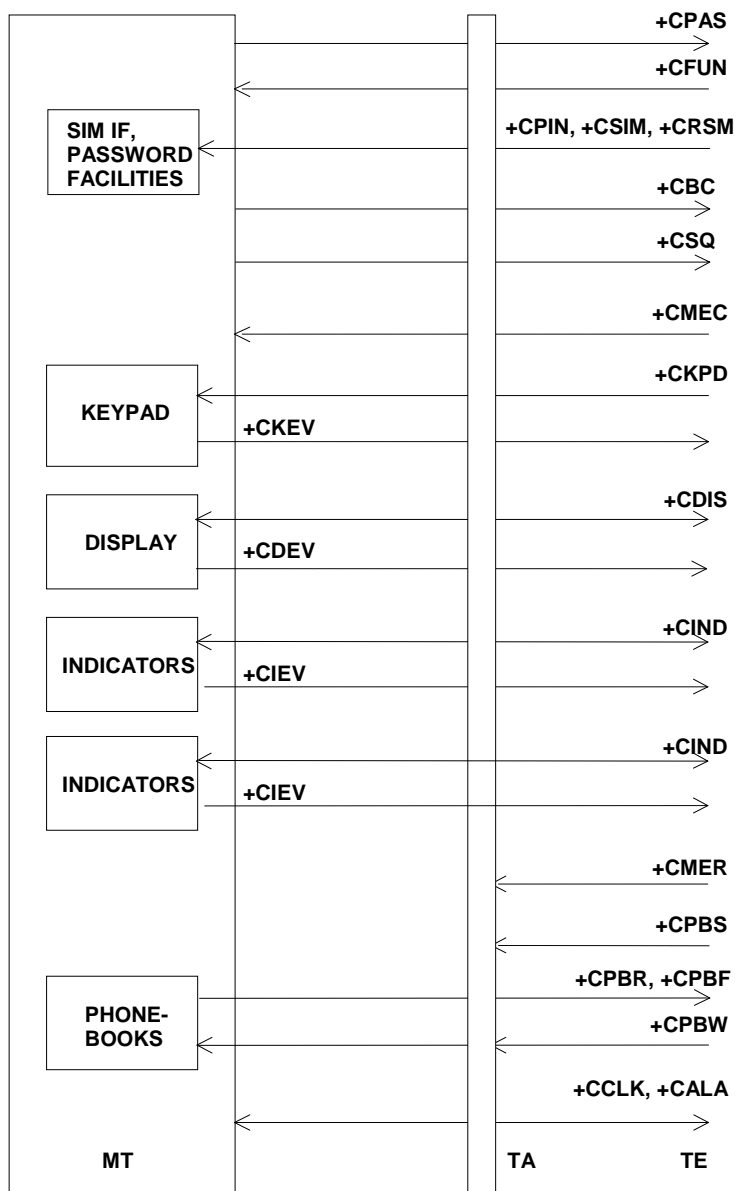 +CPAS
+CFUN
SIM IF,
PASSWORD
FACILITIES
+CPIN, +CSIM, +CRSM
+CBC
+CSQ
+CMEC
+CKPD
KEYPAD
+CKEV
+CDIS
DISPLAY
+CDEV
+CIND
INDICATORS
+CIEV
+CIND
INDICATORS
+CIEV
+CMER
+CPBS
+CPBR, +CPBF
PHONE-
BOOKS
+CPBW
+CCLK, +CALA
MT TA TE